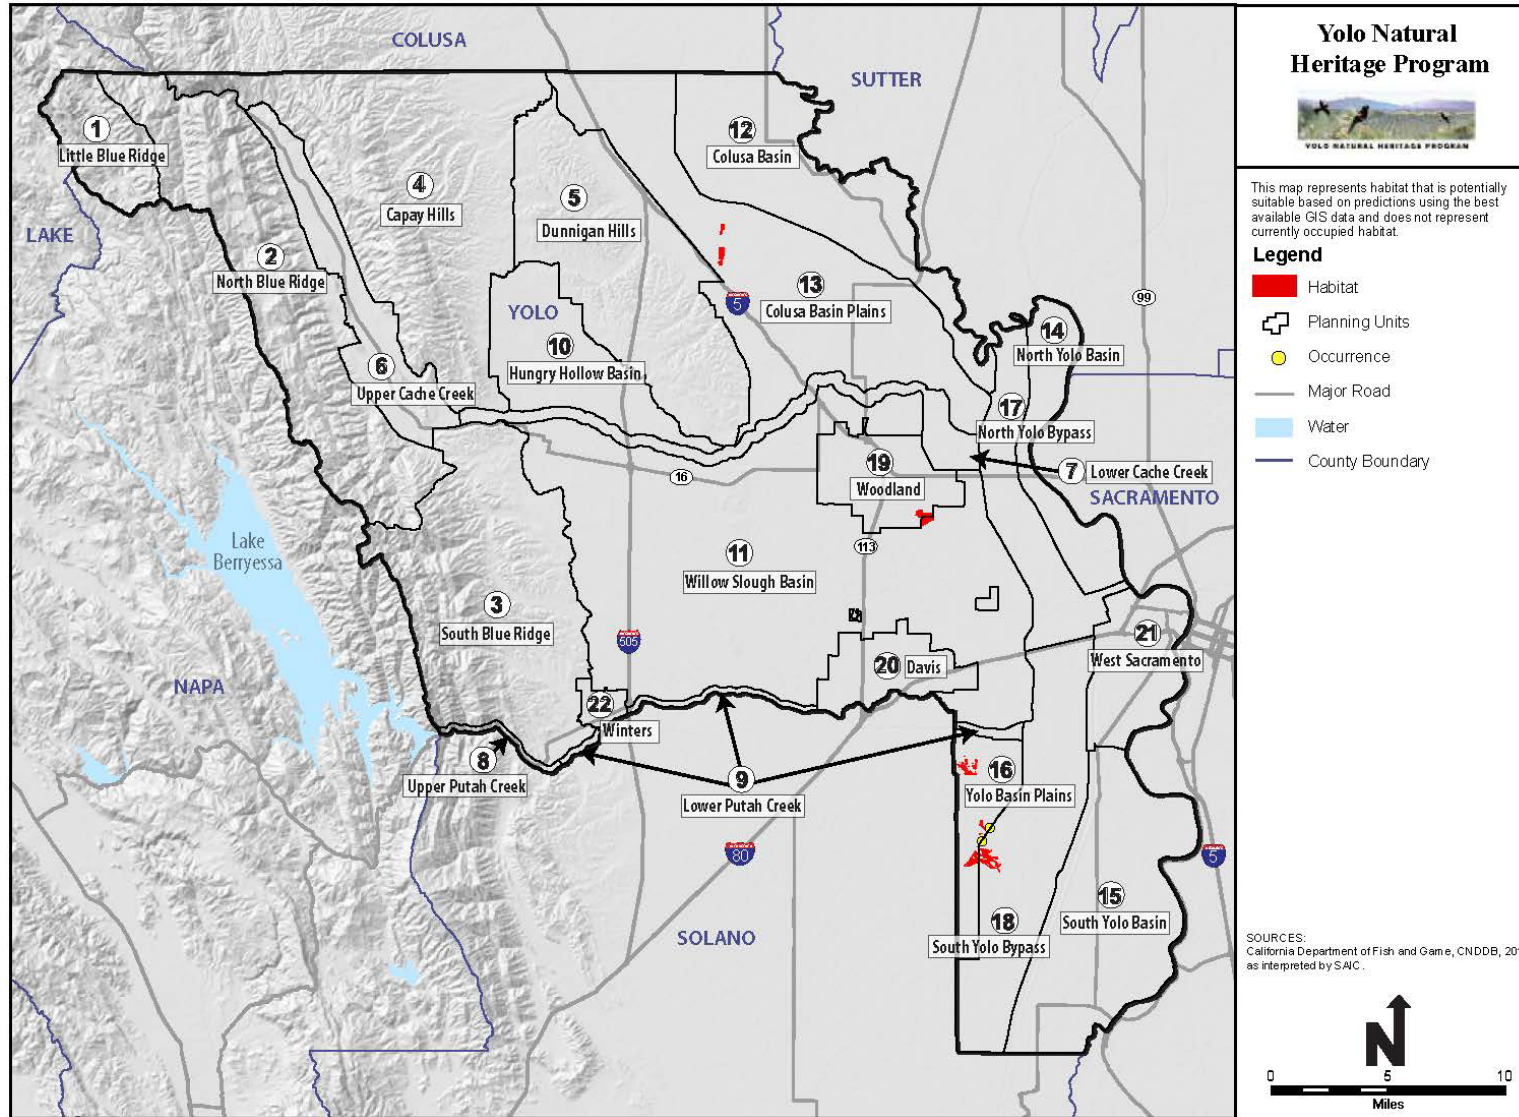 COLUSA
SUTTER
1
Little Blue Ridge
12
Colusa Basin
4
Capay Hills
5
Dunnigan Hills
LAKE
2
North Blue Ridge
13
Colusa Basin Plains
5
99
YOLO
14
North Yolo Basin
10
Hungry Hollow Basin
6
Upper Cache Creek
17
North Yolo Bypass
16
19
Woodland
7
Lower Cache Creek
SACRAMENTO
Lake
Berryessa
113
11
Willow Slough Basin
3
South Blue Ridge
505
21
West Sacramento
20
Davis
NAPA
22
Winters
8
Upper Putah Creek
9
Lower Putah Creek
16
Yolo Basin Plains
80
5
15
South Yolo Basin
18
South Yolo Bypass
SOLANO
Yolo Natural
Heritage Program
YOLO NATURAL HERITAGE PROGRAM
This map represents habitat that is potentially
suitable based on predictions using the best
available GIS data and does not represent
currently occupied habitat.
Legend
Habitat
Planning Units
Occurrence
Major Road
Water
County Boundary
SOURCES:
California Department of Fish and Game, CNDDB,
as interpreted by SAIC.
N
0 5 10
Miles